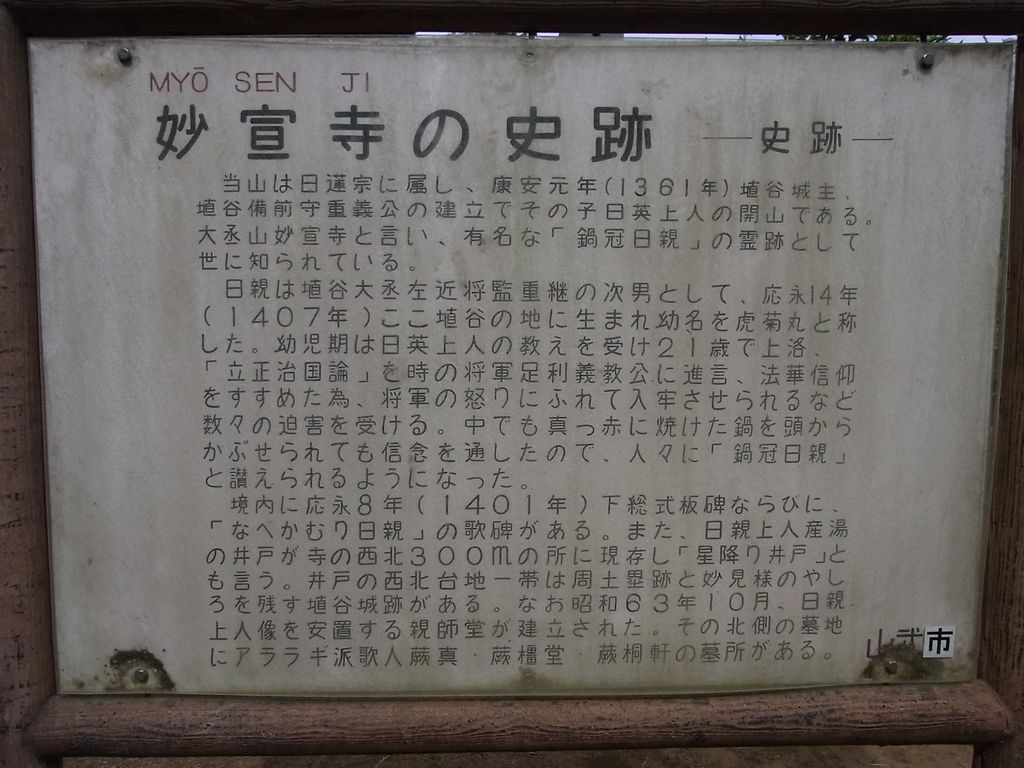 MYŌ SEN JI
妙宣寺の史跡 ―史跡―
当山は日蓮宗に属し、康安元年(1361年)埴谷城主、
埴谷備前守重義公の建立でその子日英上人の開山である。
大丞山妙宣寺と言い、有名な「鍋冠日親」の霊跡として
世に知られている。
日親は埴谷大丞左近将監重継の次男として、応永14年
(1407年)ここ埴谷の地に生まれ幼名を虎菊丸と称
した。幼児期は日英上人の教えを受け21歳で上洛、
「立正治国論」を時の将軍足利義教公に進言、法華信仰
をすすめた為、将軍の怒りにふれて入牢させられるなど
数々の迫害を受ける。中でも真っ赤に焼けた鍋を頭から
かぶせられても信念を通したので、人々に「鍋冠日親」
と讃えられるようになった。
境内に応永8年(1401年)下総式板碑ならびに、
「なべかむり日親」の歌碑がある。また、日親上人産湯
の井戸が寺の西北300mの所に現存し「星降り井戸」と
も言う。井戸の西北台地一帯は周土塁跡と妙見様のやし
ろを残す埴谷城跡がある。なお昭和63年10月、日親
上人像を安置する親師堂が建立された。その北側の墓地
にアララギ派歌人蕨真・蕨橿堂・蕨桐軒の墓所がある。
山武市